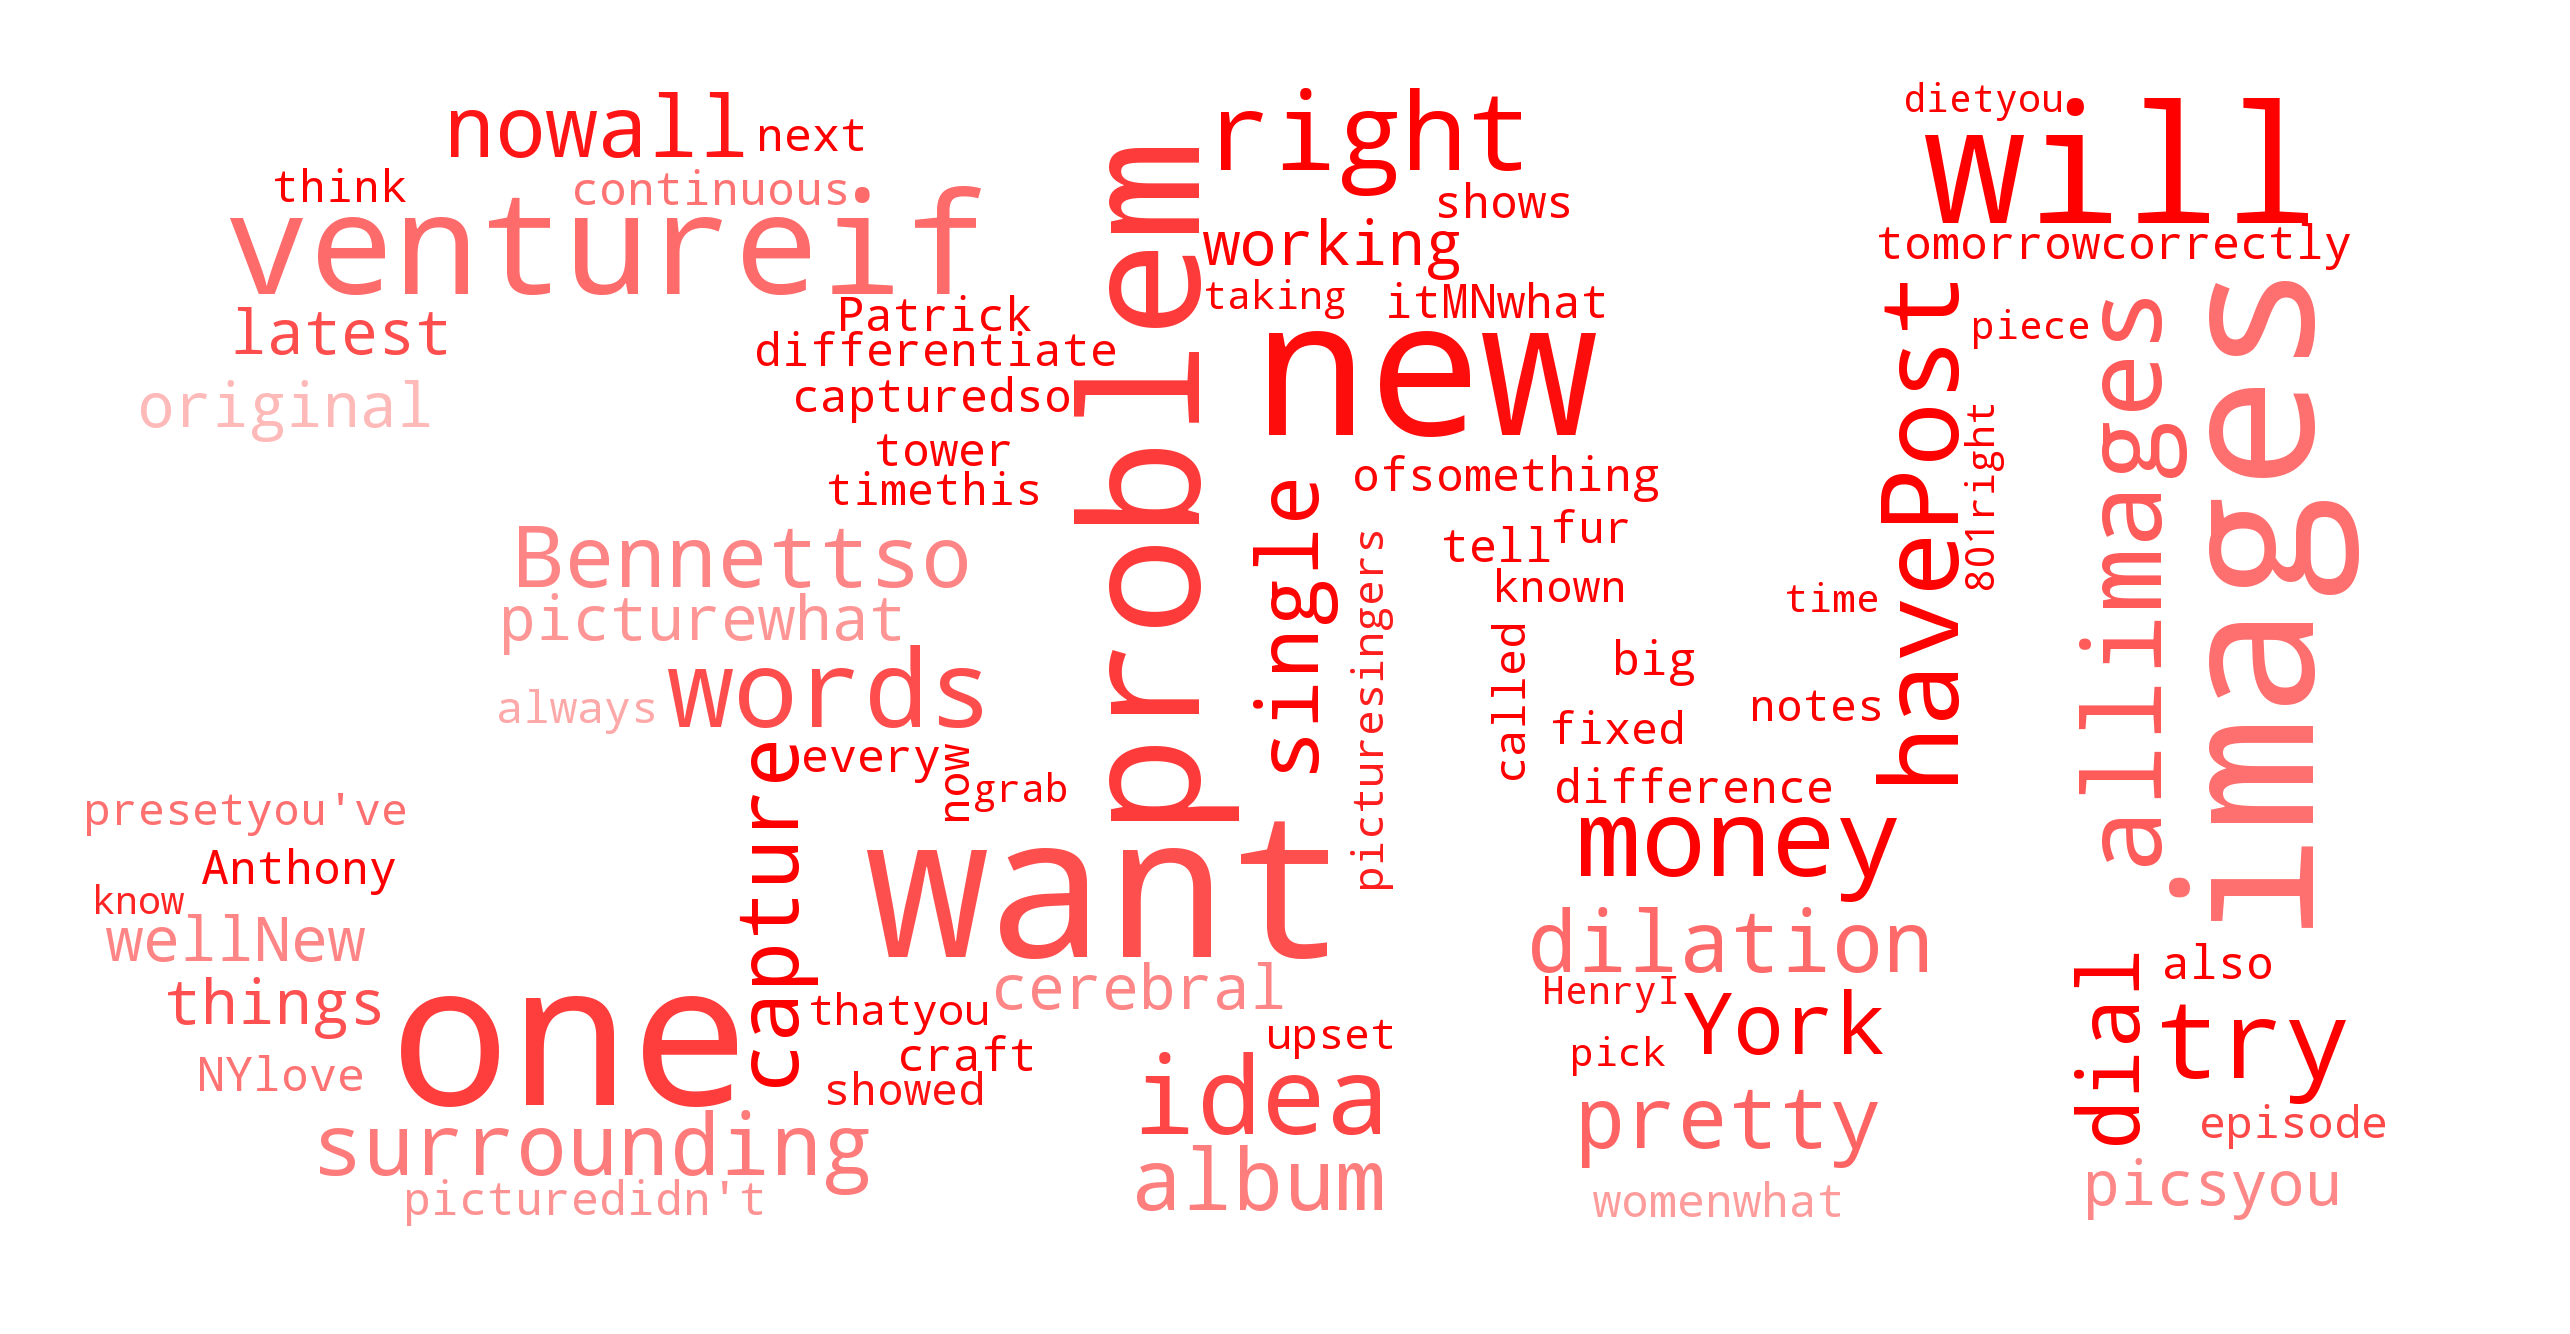 nowall
next
think
continuous
ventureif
latest
original
Patrick
differentiate
capturedso
tower
timethis
Bennettso
picturewhat
always
words
every
now
grab
capture
presetyou've
Anthony
know
wellNew
things
NYlove
one
surrounding
picturedidn't
thatyou
craft
showed
problem
want
cerebral
upset
idea
album
right
shows
working
taking
itMNwhat
new
single
ofsomething
picturesingers
tell
fur
known
called
big
time
notes
fixed
difference
money
dilation
HenryI
York
pick
pretty
womenwhat
dietyou
will
tomorrowcorrectly
havePost
piece
801right
allimages
images
dial
also
try
episode
picsyou